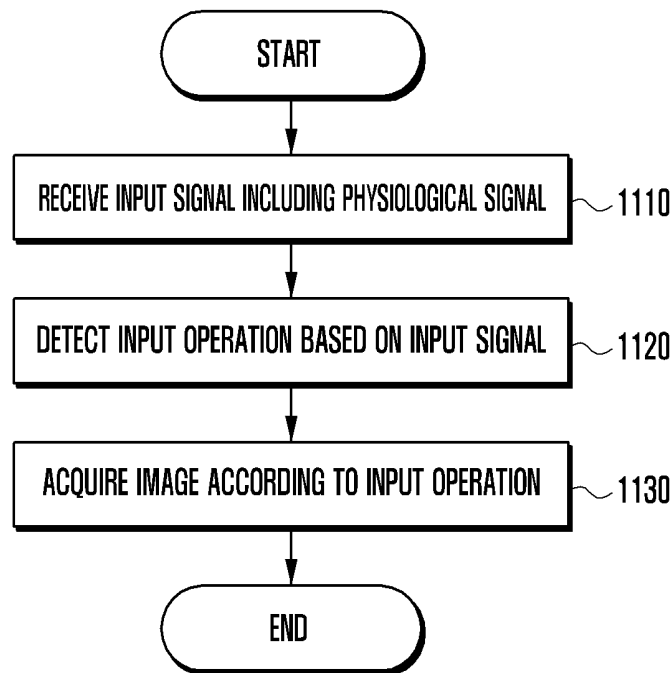 START
RECEIVE INPUT SIGNAL INCLUDING PHYSIOLOGICAL SIGNAL
1110
DETECT INPUT OPERATION BASED ON INPUT SIGNAL
1120
ACQUIRE IMAGE ACCORDING TO INPUT OPERATION
1130
END